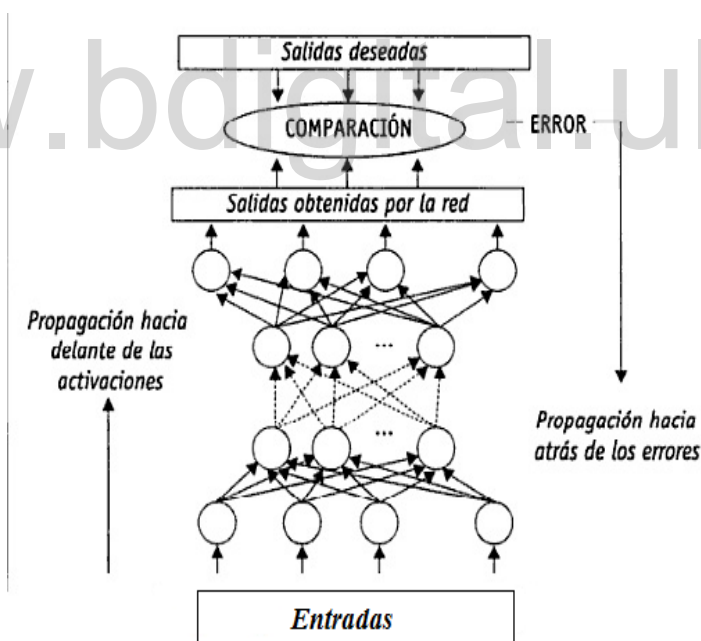 Salidas deseadas
w.bdigital.ul
COMPARACIÓN
ERROR
Salidas obtenidas por la red
Propagación hacia
delante de las
activaciones
...
...
Propagación hacia
atrás de los errores
Entradas